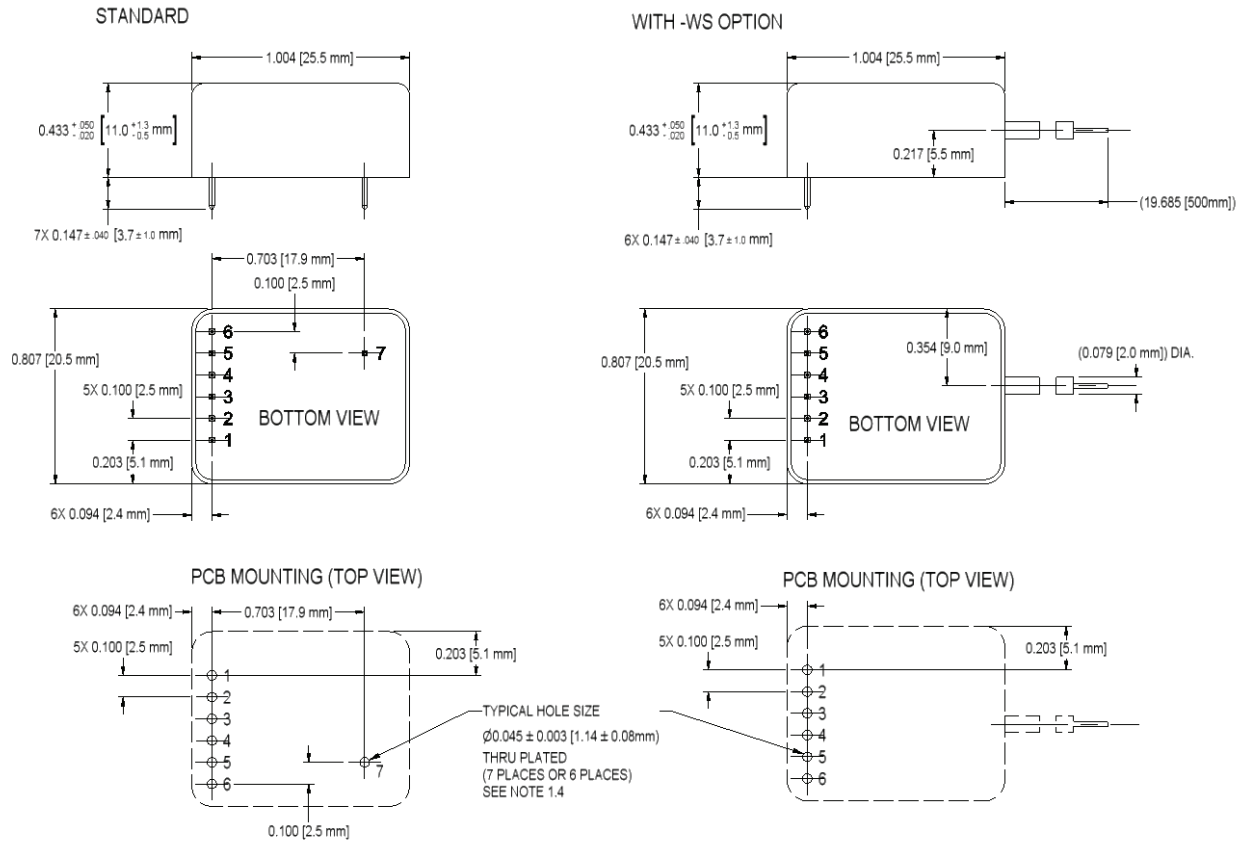 STANDARD
1.004 [25.5 mm]
0.433 +.050 -.020 [11.0 +1.3 -0.5 mm]
7X 0.147 ± .040 [3.7 ± 1.0 mm]
0.703 [17.9 mm]
0.100 [2.5 mm]
6
5
7
4
3
2
1
0.807 [20.5 mm]
5X 0.100 [2.5 mm]
BOTTOM VIEW
0.203 [5.1 mm]
6X 0.094 [2.4 mm]
PCB MOUNTING (TOP VIEW)
6X 0.094 [2.4 mm]
0.703 [17.9 mm]
5X 0.100 [2.5 mm]
0.203 [5.1 mm]
1
2
3
4
5
7
6
0.100 [2.5 mm]
TYPICAL HOLE SIZE
Ø0.045 ± 0.003 [1.14 ± 0.08mm)
THRU PLATED
(7 PLACES OR 6 PLACES)
SEE NOTE 1.4
WITH -WS OPTION
1.004 [25.5 mm]
0.433 +.050 -.020 [11.0 +1.3 -0.5 mm]
0.217 [5.5 mm]
(19.685 [500mm])
6X 0.147 ± .040 [3.7 ± 1.0 mm]
6
5
4
3
2
1
0.354 [9.0 mm]
(0.079 [2.0 mm]) DIA.
0.807 [20.5 mm]
5X 0.100 [2.5 mm]
BOTTOM VIEW
0.203 [5.1 mm]
6X 0.094 [2.4 mm]
PCB MOUNTING (TOP VIEW)
6X 0.094 [2.4 mm]
5X 0.100 [2.5 mm]
0.203 [5.1 mm]
1
2
3
4
5
6